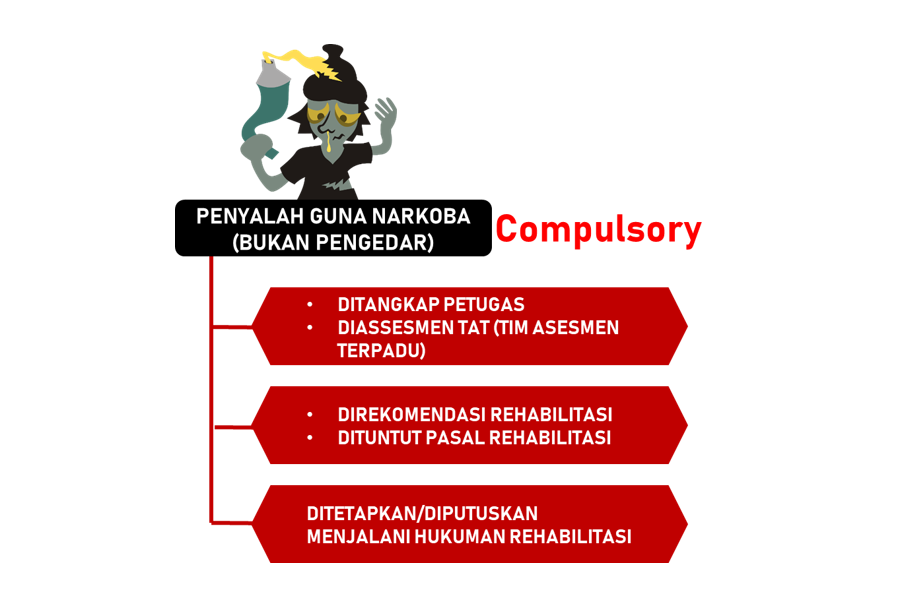 PENYALAH GUNA NARKOBA
(BUKAN PENGEDAR)
Compulsory
• DITANGKAP PETUGAS
• DIASSESMEN TAT (TIM ASESMEN
TERPADU)
• DIREKOMENDASI REHABILITASI
• DITUNTUT PASAL REHABILITASI
DITETAPKAN/DIPUTUSKAN
MENJALANI HUKUMAN REHABILITASI